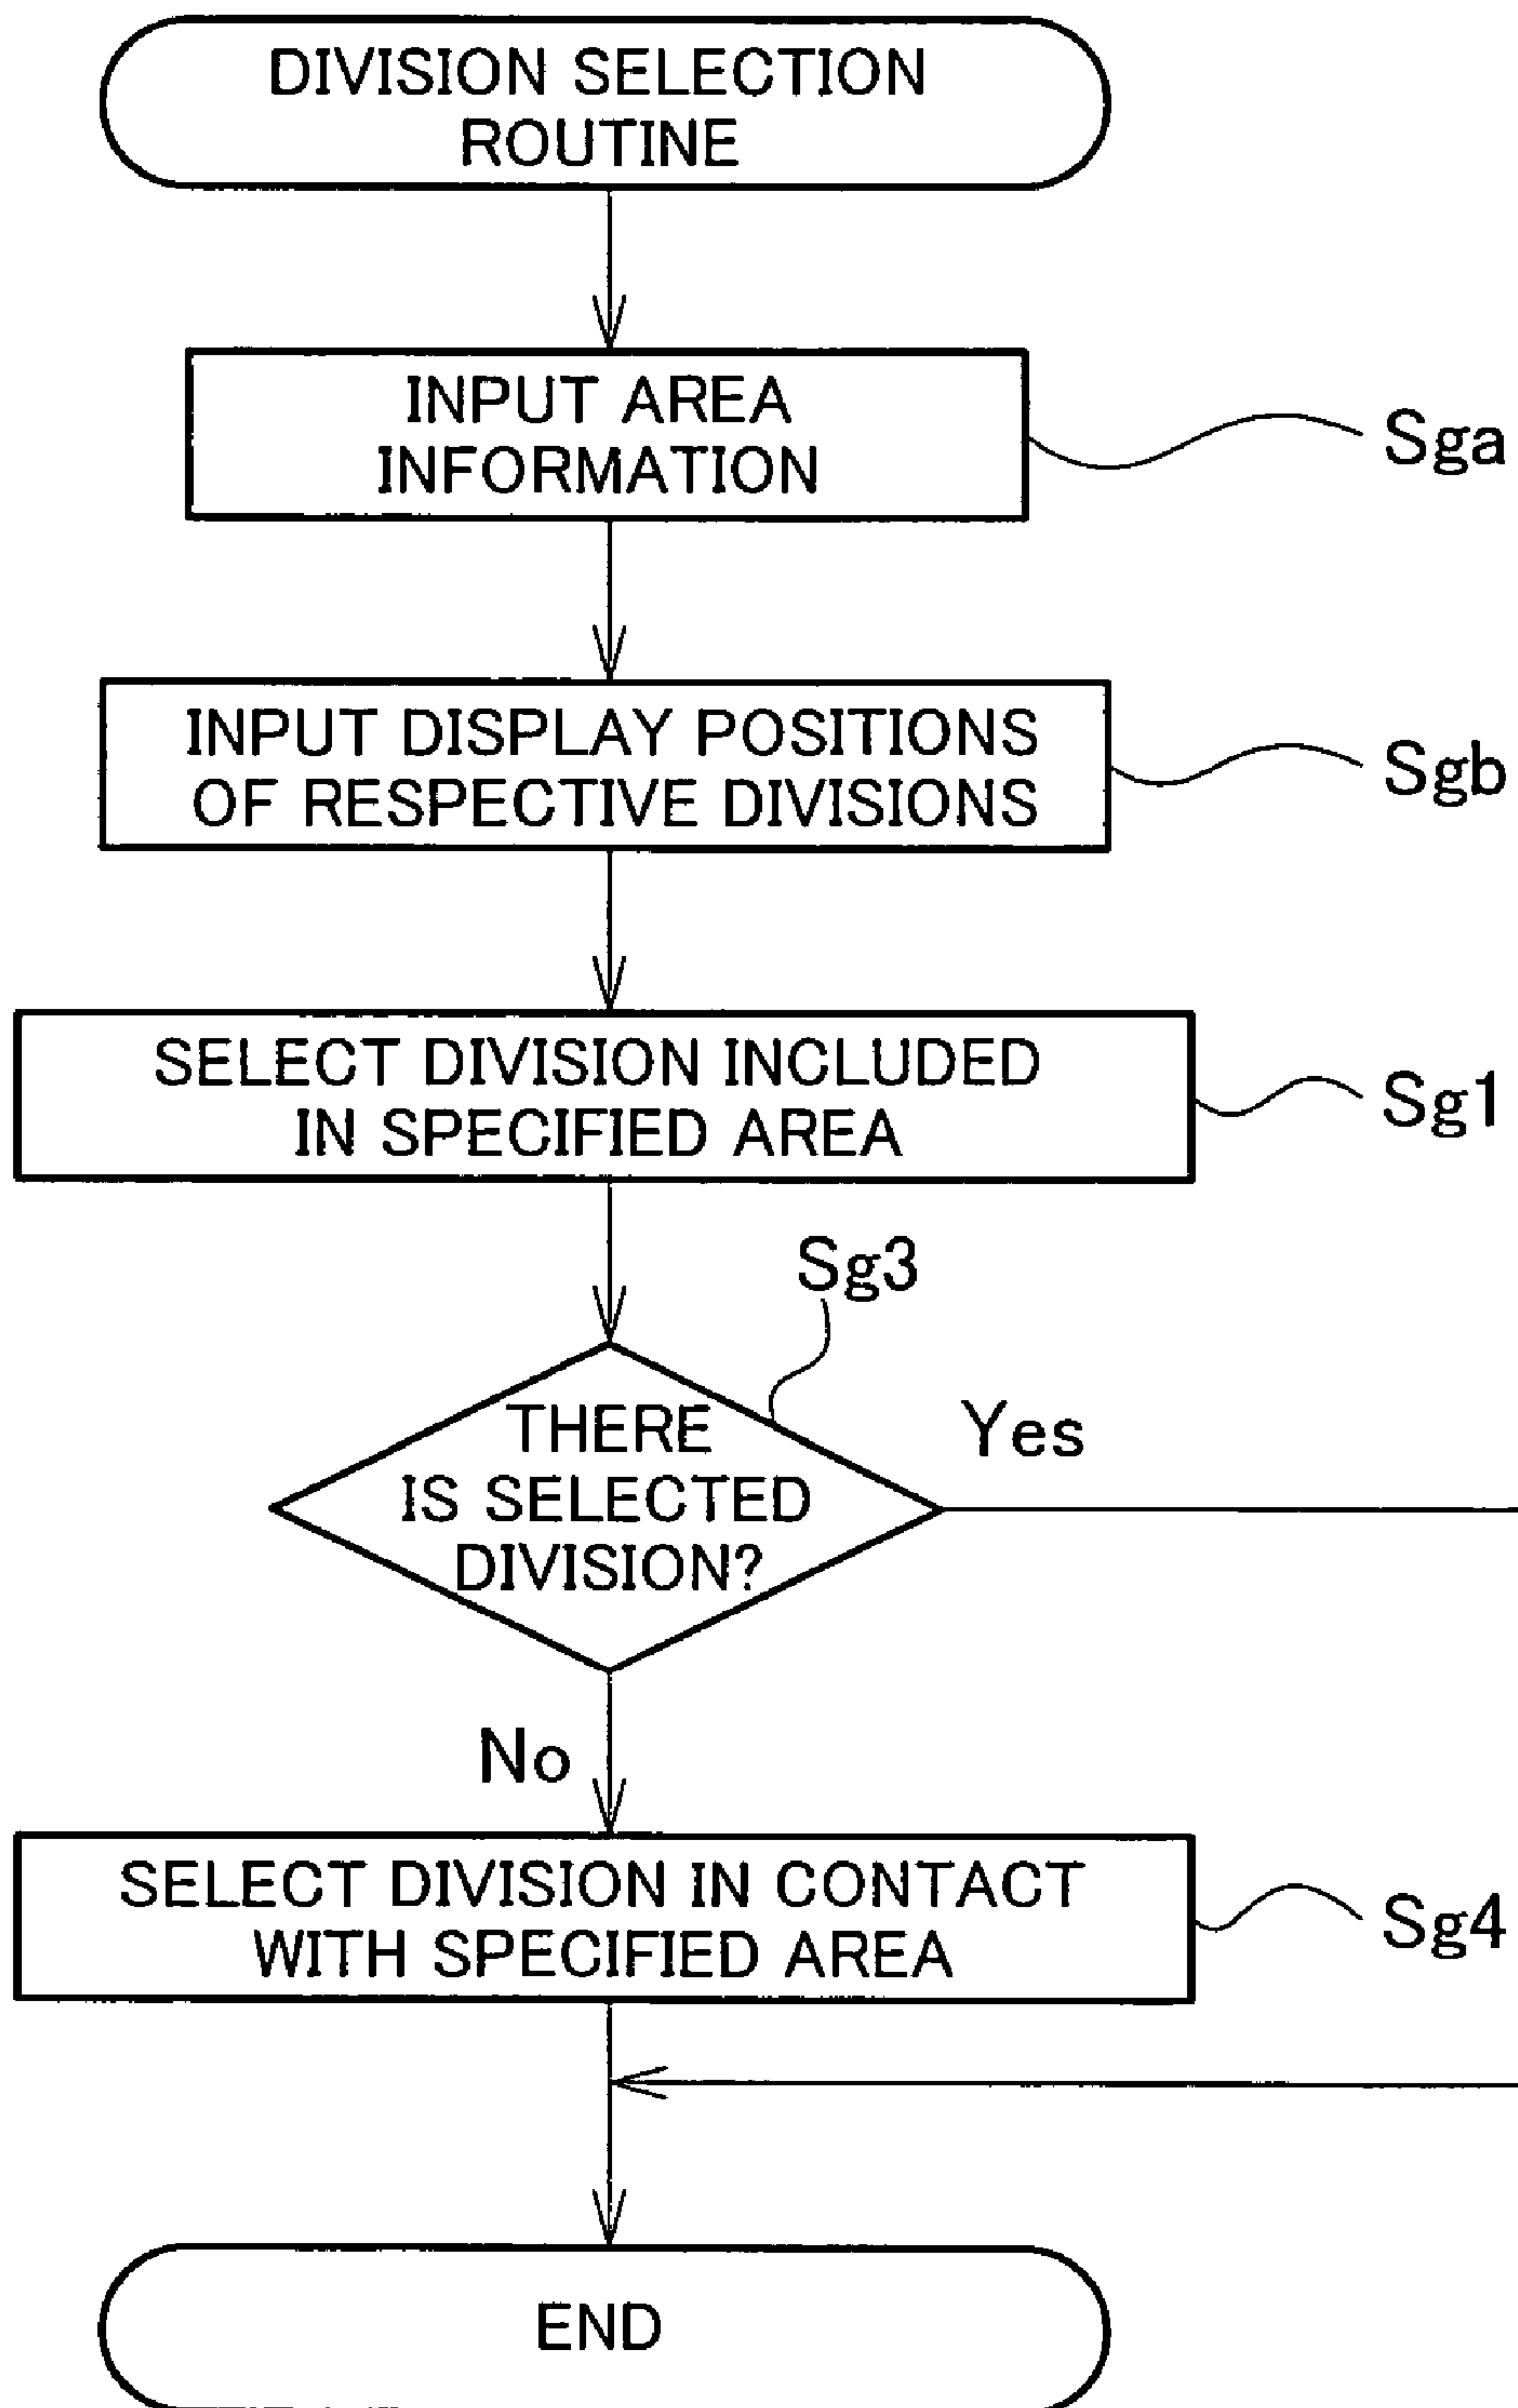 DIVISION SELECTION
ROUTINE
INPUT AREA
INFORMATION
Sga
INPUT DISPLAY POSITIONS
OF RESPECTIVE DIVISIONS
Sgb
SELECT DIVISION INCLUDED
IN SPECIFIED AREA
Sg1
Sg3
THERE
IS SELECTED
DIVISION?
Yes
No
SELECT DIVISION IN CONTACT
WITH SPECIFIED AREA
Sg4
END